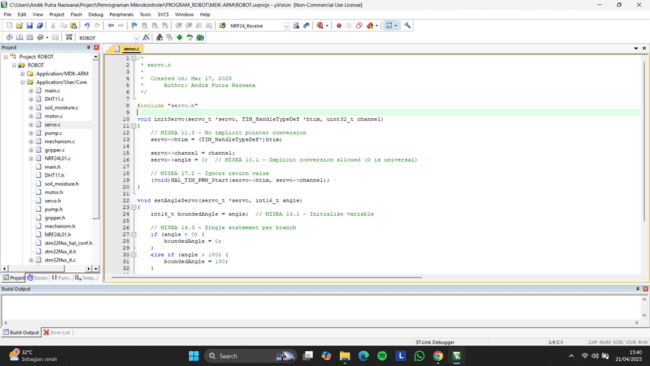 C:\Users\Andik Putra Nazwana\Project\Pemrograman Mikrokontroler\PROGRAM_ROBOT\MDK-ARM\ROBOT.uvprojx - µVision [Non-Commercial Use License]
File Edit View Project Flash Debug Peripherals Tools SVCS Window Help
NRF24_Receive
ROBOT
Project
servo.c
Project: ROBOT
ROBOT
Application/MDK-ARM
Application/User/Core
main.c
DHT11.c
soil_moisture.c
motor.c
servo.c
pump.c
mechanism.c
gripper.c
NRF24L01.c
main.h
DHT11.h
soil_moisture.h
motor.h
servo.h
pump.h
gripper.h
mechanism.h
NRF24L01.h
stm32f4xx_hal_conf.h
stm32f4xx_it.h
stm32f4xx_it.c
Project Books {} Func... Temp...
1 /*
2 * servo.c
3 *
4 * Created on: Mar 17, 2025
5 * Author: Andik Putra Nazwana
6 */
7
8 #include "servo.h"
9
10 void initServo(servo_t *servo, TIM_HandleTypeDef *htim, uint32_t channel)
11 {
12 // MISRA 11.3 - No implicit pointer conversion
13 servo->htim = (TIM_HandleTypeDef*)htim;
14
15 servo->channel = channel;
16 servo->angle = 0; // MISRA 10.1 - Implicit conversion allowed (0 is universal)
17
18 // MISRA 17.2 - Ignore return value
19 (void)HAL_TIM_PWM_Start(servo->htim, servo->channel);
20 }
21
22 void setAngleServo(servo_t *servo, int16_t angle)
23 {
24 int16_t boundedAngle = angle; // MISRA 13.1 - Initialize variable
25
26 // MISRA 14.3 - Single statement per branch
27 if (angle < 0) {
28 boundedAngle = 0;
29 }
30 else if (angle > 180) {
31 boundedAngle = 180;
32 }
Build Output
Build Output Error List
ST-Link Debugger L:9 C:1 CAP NUM SCRL OVR R/W
32°C
Sebagian cerah
Search
15:40
21/04/2025